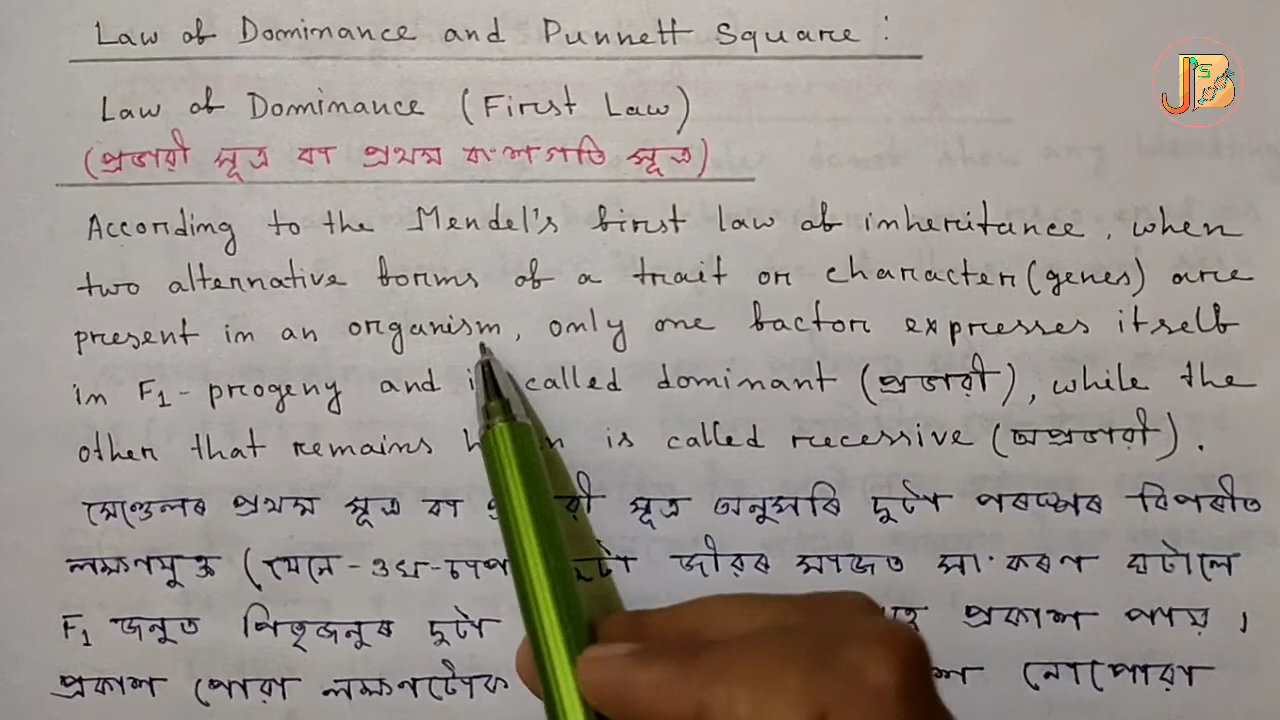 Law of Dominance and Punnett Square :
Law of Dominance (First Law)
(প্ৰভাৱী সূত্ৰ বা প্ৰথম বংশগতি সূত্ৰ)
According to the Mendel's first law of inheritance, when
two alternative forms of a trait or character (genes) are
present in an organism, only one factor expresses itself
in F1 - progeny and called dominant (প্ৰভাৱী), while the
other that remains is called recessive (অপ্ৰভাৱী).
মেণ্ডেলৰ প্ৰথম সূত্ৰ বা সূত্ৰ অনুসৰি দুটা পৰস্পৰ বিপৰীত
লক্ষণযুক্ত (যেনে - ওখ - চাপৰ দুটা জীৱৰ মাজত সংকৰণ ঘটালে
F1 জনুত পিতৃজনুৰ দুটা প্ৰকাশ পায় ।
প্ৰকাশ পোৱা লক্ষণটোক নোপোৱা
JSB